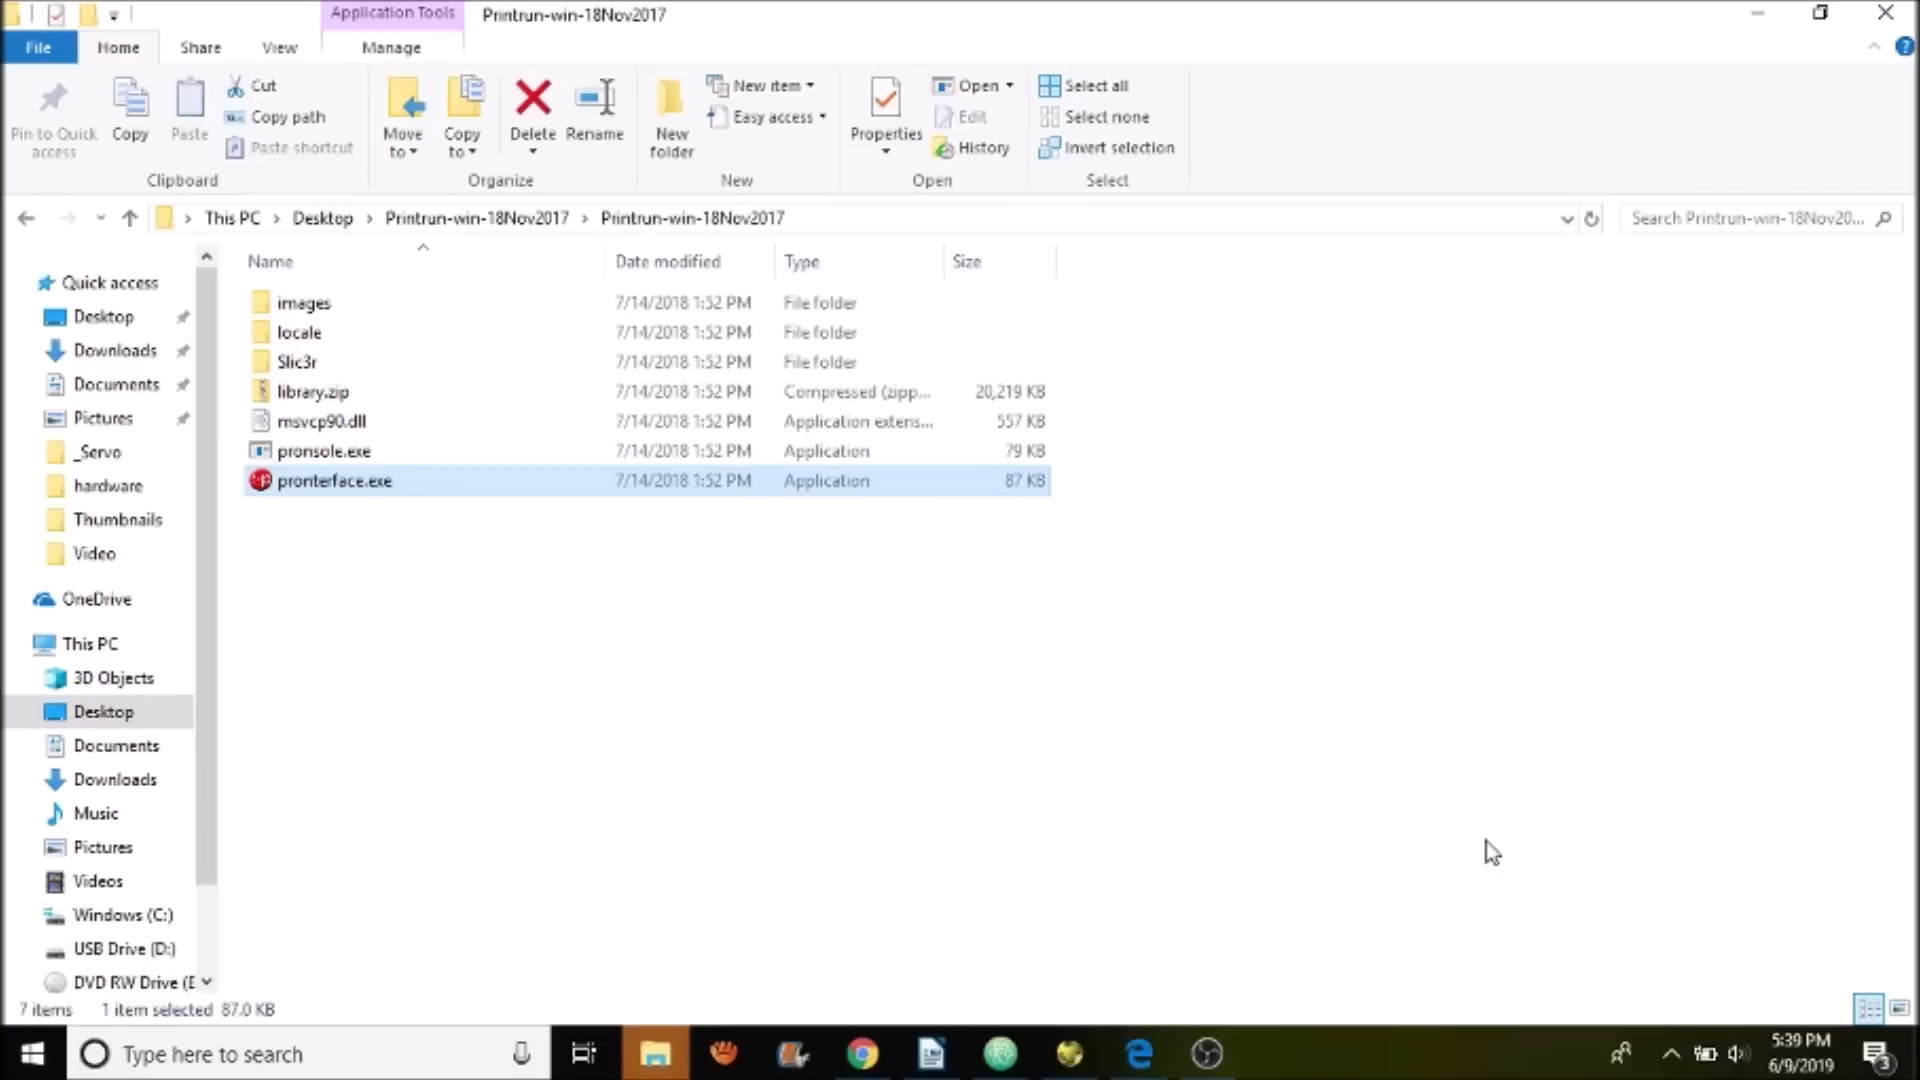 Application Tools
Printrun-win-18Nov2017
File
Home
Share
View
Manage
Pin to Quick access
Copy
Paste
Cut
Copy path
Paste shortcut
Clipboard
Move to
Copy to
Delete
Rename
Organize
New folder
New item
Easy access
New
Properties
Open
Edit
History
Open
Select all
Select none
Invert selection
Select
This PC > Desktop > Printrun-win-18Nov2017 > Printrun-win-18Nov2017
Search Printrun-win-18Nov20...
Name Date modified Type Size
images 7/14/2018 1:52 PM File folder
locale 7/14/2018 1:52 PM File folder
Slic3r 7/14/2018 1:52 PM File folder
library.zip 7/14/2018 1:52 PM Compressed (zipp... 20,219 KB
msvcp90.dll 7/14/2018 1:52 PM Application extens... 557 KB
pronsole.exe 7/14/2018 1:52 PM Application 79 KB
pronterface.exe 7/14/2018 1:52 PM Application 87 KB
Quick access
Desktop
Downloads
Documents
Pictures
_Servo
hardware
Thumbnails
Video
OneDrive
This PC
3D Objects
Desktop
Documents
Downloads
Music
Pictures
Videos
Windows (C:)
USB Drive (D:)
DVD RW Drive (E
7 items 1 item selected 87.0 KB
Type here to search
5:39 PM
6/9/2019
3